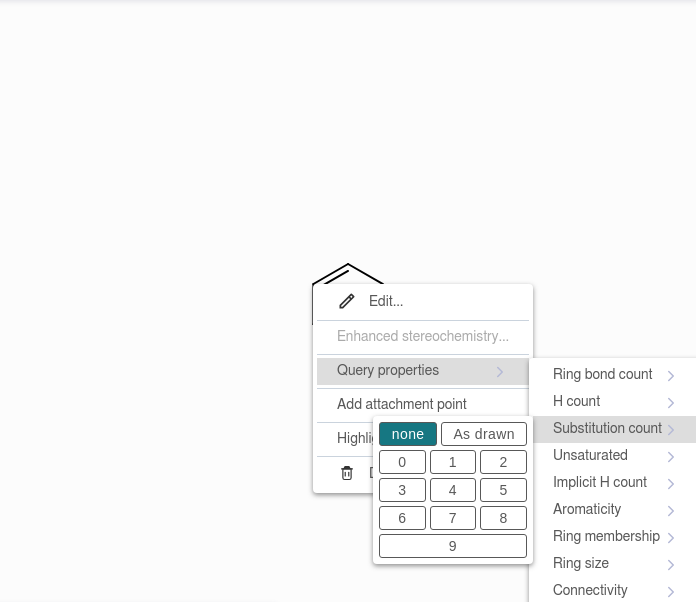 Edit...
Enhanced stereochemistry...
Query properties
Add attachment point
Ring bond count
H count
Substitution count
Unsaturated
Implicit H count
Aromaticity
Ring membership
Ring size
Connectivity
none As drawn
0 1 2
3 4 5
6 7 8
9